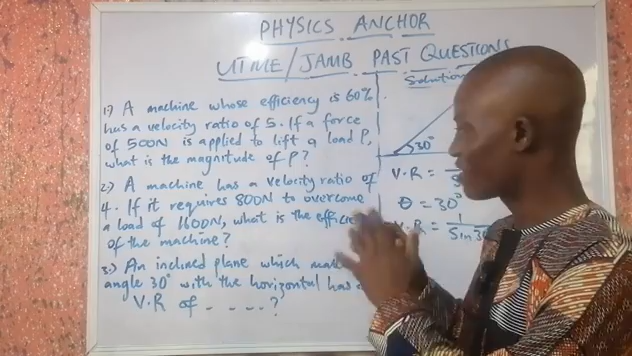 PHYSICS ANCHOR
UTME/JAMB PAST QUESTIONS
1) A machine whose efficiency is 60%
has a velocity ratio of 5. If a force
of 500N is applied to lift a load P,
what is the magnitude of P?
2) A machine has a velocity ratio of
4. If it requires 800N to overcome
a load of 1600N, what is the
of the machine?
3) An inclined plane which
angle 30° with the horizontal has
V.R of - - - - ?
Solution
30°
V.R =
θ = 30°
V.R = 1
Sin 30